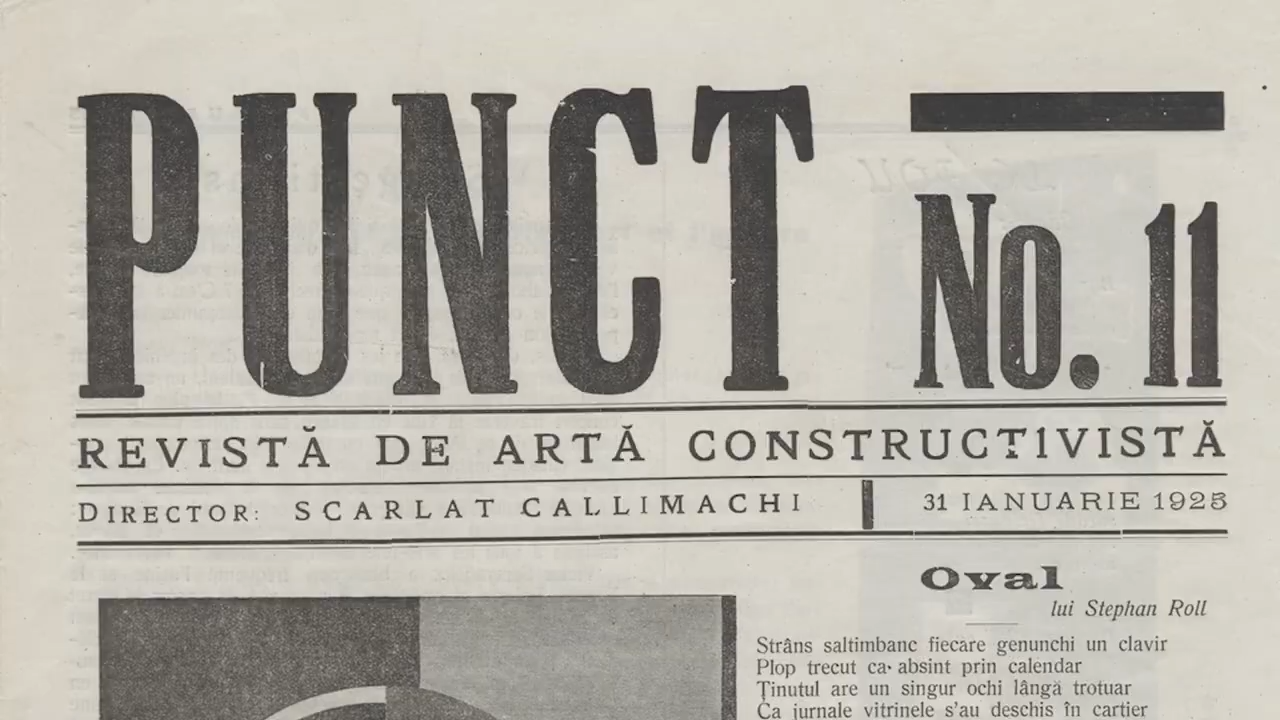 PUNCT
No. 11
REVISTĂ DE ARTĂ CONSTRUCTIVISTĂ
DIRECTOR: SCARLAT CALLIMACHI
31 IANUARIE 1925
Oval
lui Stephan Roll
Strâns saltimbanc fiecare genunchi un clavir
Plop trecut ca absint prin calendar
Ținutul are un singur ochi lângă trotuar
Ca jurnale vitrinele s'au deschis în cartier